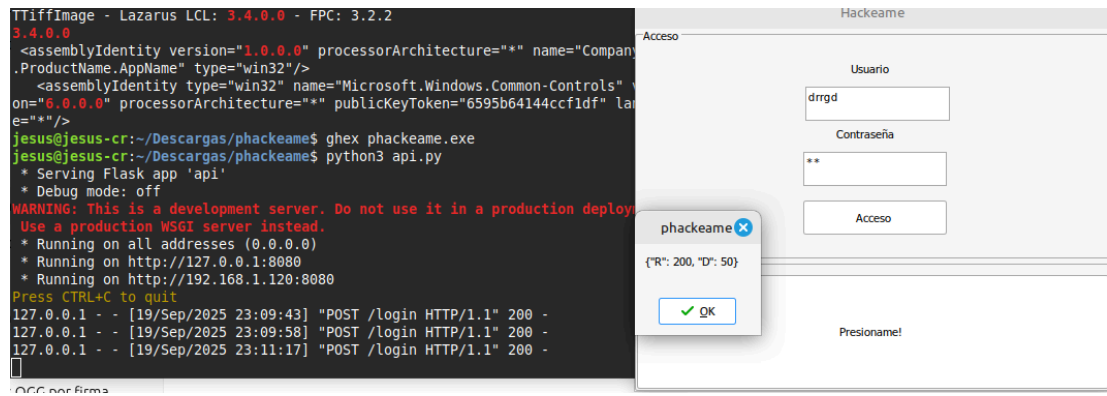 TTiffImage - Lazarus LCL: 3.4.0.0 - FPC: 3.2.2
3.4.0.0
<assemblyIdentity version="1.0.0.0" processorArchitecture="*" name="Company
.ProductName.AppName" type="win32"/>
<assemblyIdentity type="win32" name="Microsoft.Windows.Common-Controls"
on="6.0.0.0" processorArchitecture="*" publicKeyToken="6595b64144ccf1df"
e="*"/>
jesus@jesus-cr:~/Descargas/phackeame$ ghex phackeame.exe
jesus@jesus-cr:~/Descargas/phackeame$ python3 api.py
* Serving Flask app 'api'
* Debug mode: off
WARNING: This is a development server. Do not use it in a production
Use a production WSGI server instead.
* Running on all addresses (0.0.0.0)
* Running on http://127.0.0.1:8080
* Running on http://192.168.1.120:8080
Press CTRL+C to quit
127.0.0.1 - - [19/Sep/2025 23:09:43] "POST /login HTTP/1.1" 200 -
127.0.0.1 - - [19/Sep/2025 23:09:58] "POST /login HTTP/1.1" 200 -
127.0.0.1 - - [19/Sep/2025 23:11:17] "POST /login HTTP/1.1" 200 -
OGG por firma
Hackeame
Acceso
Usuario
drrgd
Contraseña
**
Acceso
phackeame
{"R": 200, "D": 50}
OK
Presioname!